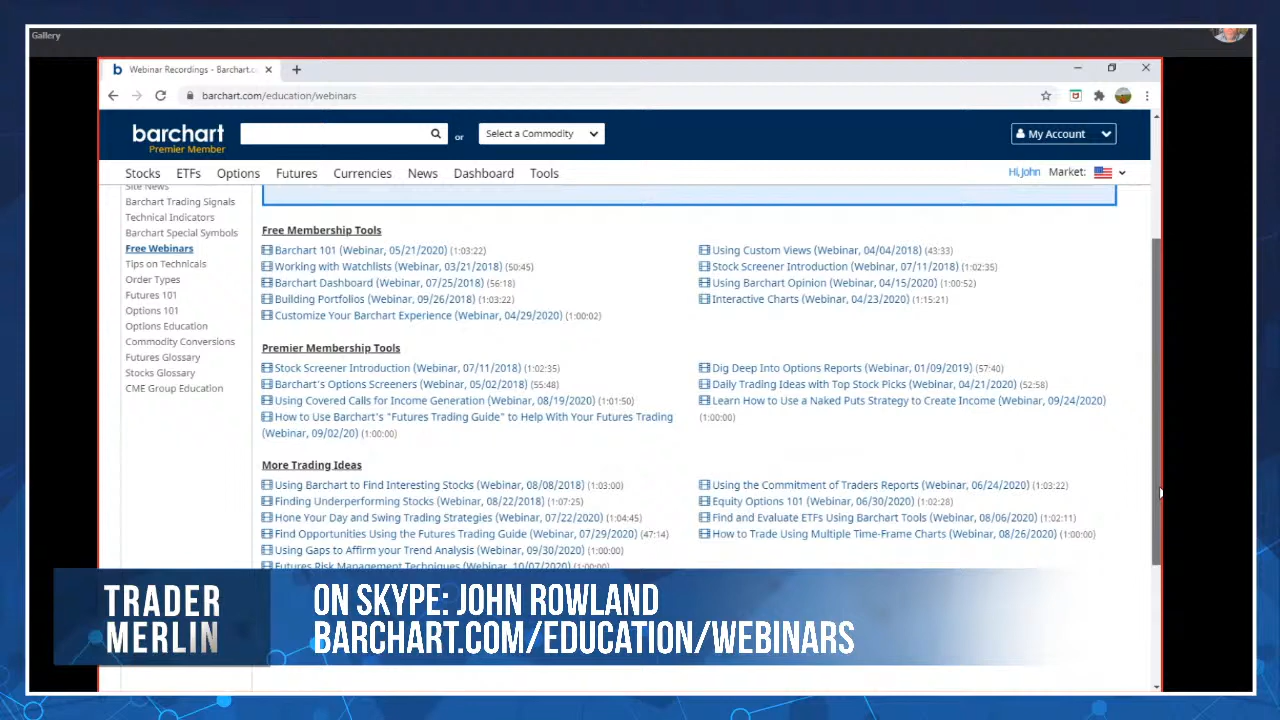 Gallery
Webinar Recordings - Barchart.c
barchart.com/education/webinars
barchart
Premier Member
or
Select a Commodity
My Account
Stocks ETFs Options Futures Currencies News Dashboard Tools
Hi, John Market:
Site News
Barchart Trading Signals
Technical Indicators
Barchart Special Symbols
Free Webinars
Tips on Technicals
Order Types
Futures 101
Options 101
Options Education
Commodity Conversions
Futures Glossary
Stocks Glossary
CME Group Education
Free Membership Tools
Barchart 101 (Webinar, 05/21/2020) (1:03:22)
Working with Watchlists (Webinar, 03/21/2018) (50:45)
Barchart Dashboard (Webinar, 07/25/2018) (56:18)
Building Portfolios (Webinar, 09/26/2018) (1:03:22)
Customize Your Barchart Experience (Webinar, 04/29/2020) (1:00:02)
Using Custom Views (Webinar, 04/04/2018) (43:33)
Stock Screener Introduction (Webinar, 07/11/2018) (1:02:35)
Using Barchart Opinion (Webinar, 04/15/2020) (1:00:52)
Interactive Charts (Webinar, 04/23/2020) (1:15:21)
Premier Membership Tools
Stock Screener Introduction (Webinar, 07/11/2018) (1:02:35)
Barchart's Options Screeners (Webinar, 05/02/2018) (55:48)
Using Covered Calls for Income Generation (Webinar, 08/19/2020) (1:01:50)
How to Use Barchart's "Futures Trading Guide" to Help With Your Futures Trading
(Webinar, 09/02/20) (1:00:00)
Dig Deep Into Options Reports (Webinar, 01/09/2019) (57:40)
Daily Trading Ideas with Top Stock Picks (Webinar, 04/21/2020) (52:58)
Learn How to Use a Naked Puts Strategy to Create Income (Webinar, 09/24/2020)
(1:00:00)
More Trading Ideas
Using Barchart to Find Interesting Stocks (Webinar, 08/08/2018) (1:03:00)
Finding Underperforming Stocks (Webinar, 08/22/2018) (1:07:25)
Hone Your Day and Swing Trading Strategies (Webinar, 07/22/2020) (1:04:45)
Find Opportunities Using the Futures Trading Guide (Webinar, 07/29/2020) (47:14)
Using Gaps to Affirm your Trend Analysis (Webinar, 09/30/2020) (1:00:00)
Futures Risk Management Techniques (Webinar, 10/07/2020) (1:00:00)
Using the Commitment of Traders Reports (Webinar, 06/24/2020) (1:03:22)
Equity Options 101 (Webinar, 06/30/2020) (1:02:28)
Find and Evaluate ETFs Using Barchart Tools (Webinar, 08/06/2020) (1:02:11)
How to Trade Using Multiple Time-Frame Charts (Webinar, 08/26/2020) (1:00:00)
TRADER
MERLIN
ON SKYPE: JOHN ROWLAND
BARCHART.COM/EDUCATION/WEBINARS